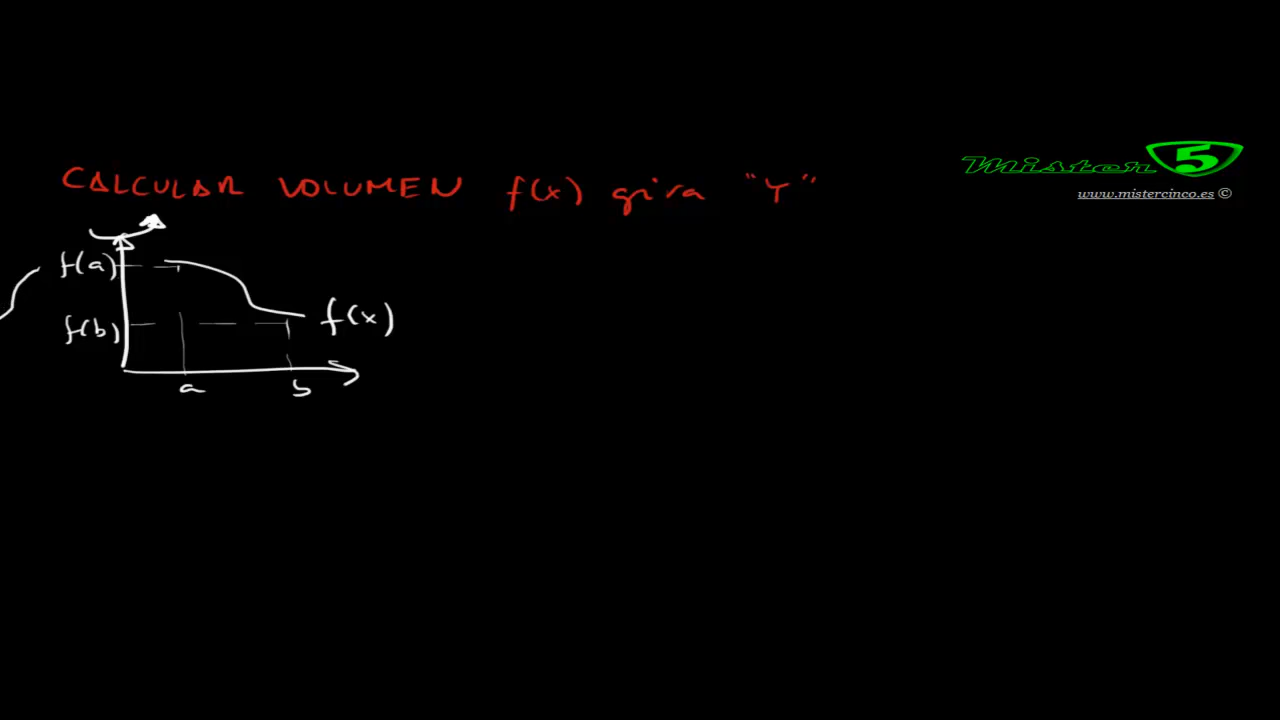 Mister 5
www.mistercinco.es ©
CALCULAR VOLUMEN f(x) gira "Y"
f(a)
f(b)
f(x)
a b